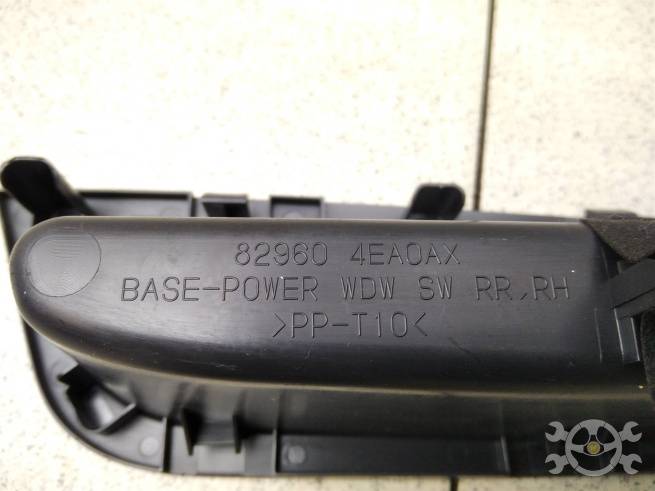 82960 4EA0AX
BASE-POWER WDW SW RR,RH
>PP-T10<